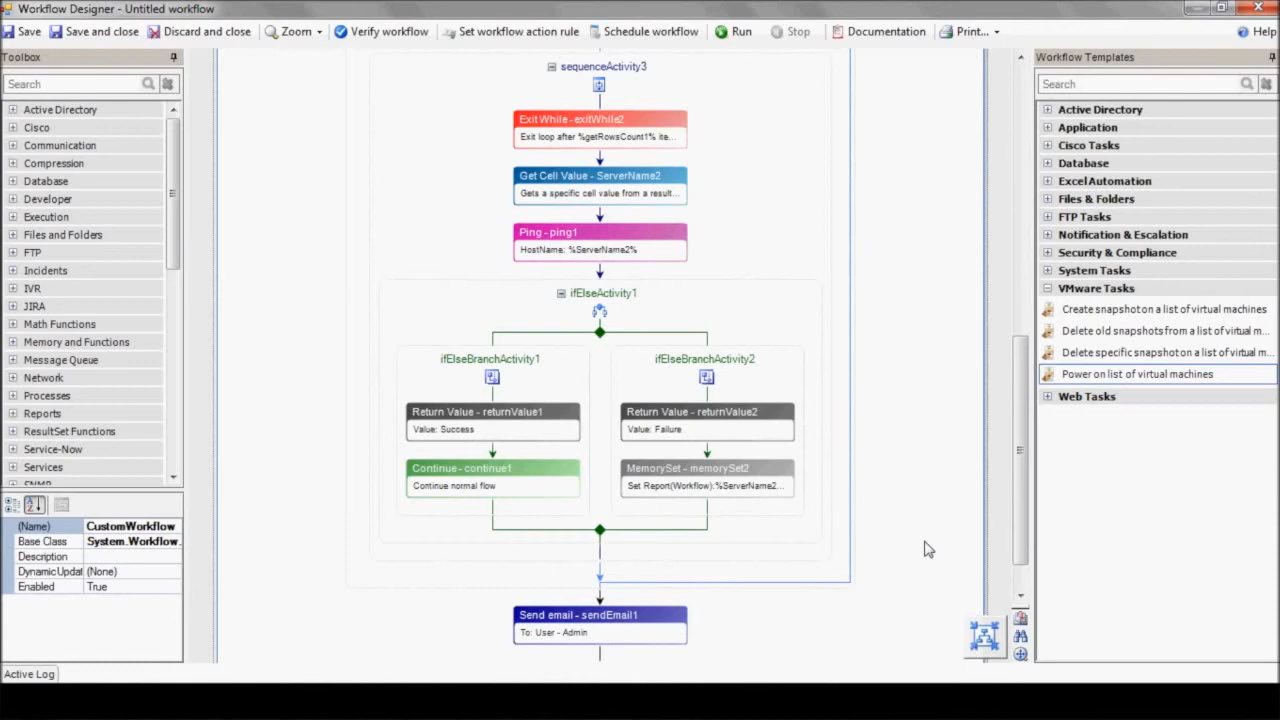 Workflow Designer - Untitled workflow
Save
Save and close
Discard and close
Zoom
Verify workflow
Set workflow action rule
Schedule workflow
Run
Stop
Documentation
Print...
Help
Toolbox
Search
Active Directory
Cisco
Communication
Compression
Database
Developer
Execution
Files and Folders
FTP
Incidents
IVR
JIRA
Math Functions
Memory and Functions
Message Queue
Network
Processes
Reports
ResultSet Functions
Service-Now
Services
SNMP
(Name) CustomWorkflow
Base Class System.Workflow.
Description
DynamicUpdat (None)
Enabled True
Active Log
sequenceActivity3
Exit While - exitWhile2
Exit loop after %getRowsCount1% ite...
Get Cell Value - ServerName2
Gets a specific cell value from a result...
Ping - ping1
HostName: %ServerName2%
ifElseActivity1
ifElseBranchActivity1
Return Value - returnValue1
Value: Success
Continue - continue1
Continue normal flow
ifElseBranchActivity2
Return Value - returnValue2
Value: Failure
MemorySet - memorySet2
Set Report(Workflow):%ServerName2...
Send email - sendEmail1
To: User - Admin
Workflow Templates
Search
Active Directory
Application
Cisco Tasks
Database
Excel Automation
Files & Folders
FTP Tasks
Notification & Escalation
Security & Compliance
System Tasks
VMware Tasks
Create snapshot on a list of virtual machines
Delete old snapshots from a list of virtual m...
Delete specific snapshot on a list of virtual m...
Power on list of virtual machines
Web Tasks